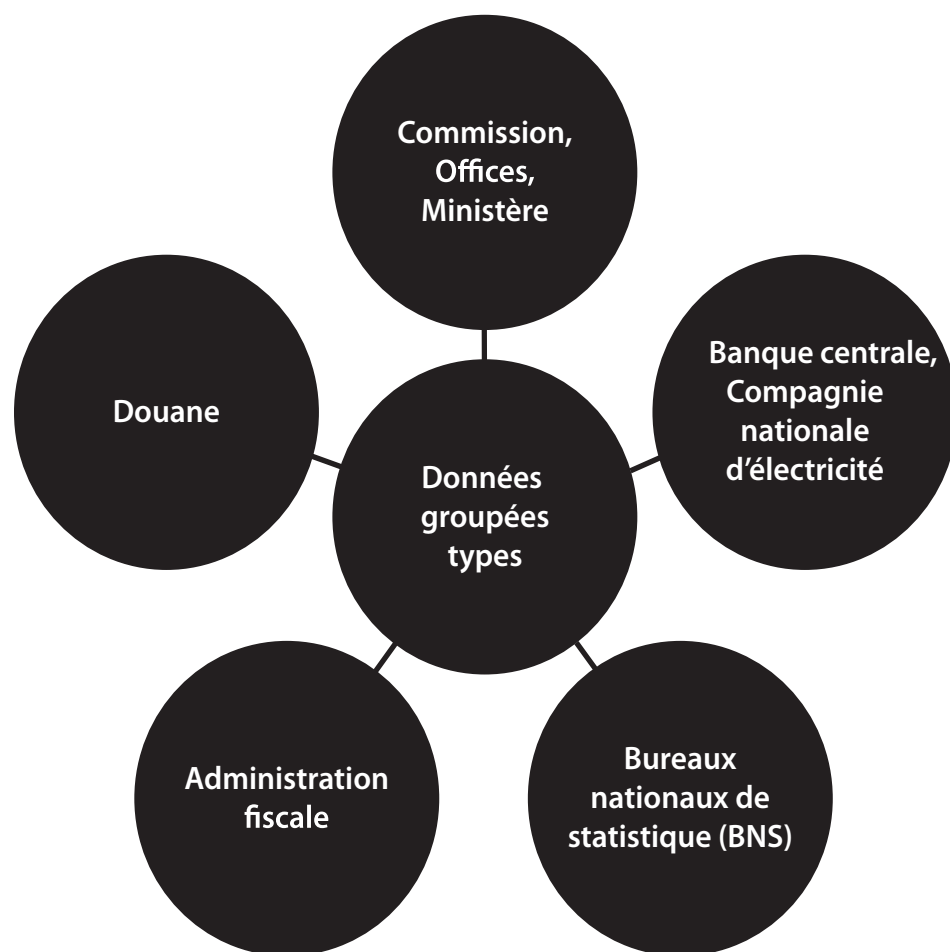 Commission,
Offices,
Ministère
Banque centrale,
Compagnie
nationale
d’électricité
Douane
Données
groupées
types
Administration
fiscale
Bureaux
nationaux de
statistique (BNS)